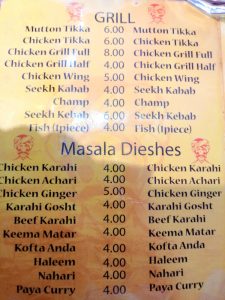 GRILL
Mutton Tikka 6.00 Mutton Tikka
Chicken Tikka 6.00 Chicken Tikka
Chicken Grill Full 8.00 Chicken Grill Full
Chicken Grill Half 4.00 Chicken Grill Half
Chicken Wing 5.00 Chicken Wing
Seekh Kabab 4.00 Seekh Kabab
Champ 4.00 Champ
Seekh Kebab 6.00 Seekh Kebab
Fish (1piece) 4.00 Fish (1piece)
Masala Dieshes
Chicken Karahi 4.00 Chicken Karahi
Chicken Achari 4.00 Chicken Achari
Chicken Ginger 5.00 Chicken Ginger
Karahi Gosht 4.00 Karahi Gosht
Beef Karahi 4.00 Beef Karahi
Keema Matar 4.00 Keema Matar
Kofta Anda 4.00 Kofta Anda
Haleem 4.00 Haleem
Nahari 4.00 Nahari
Paya Curry 4.00 Paya Curry